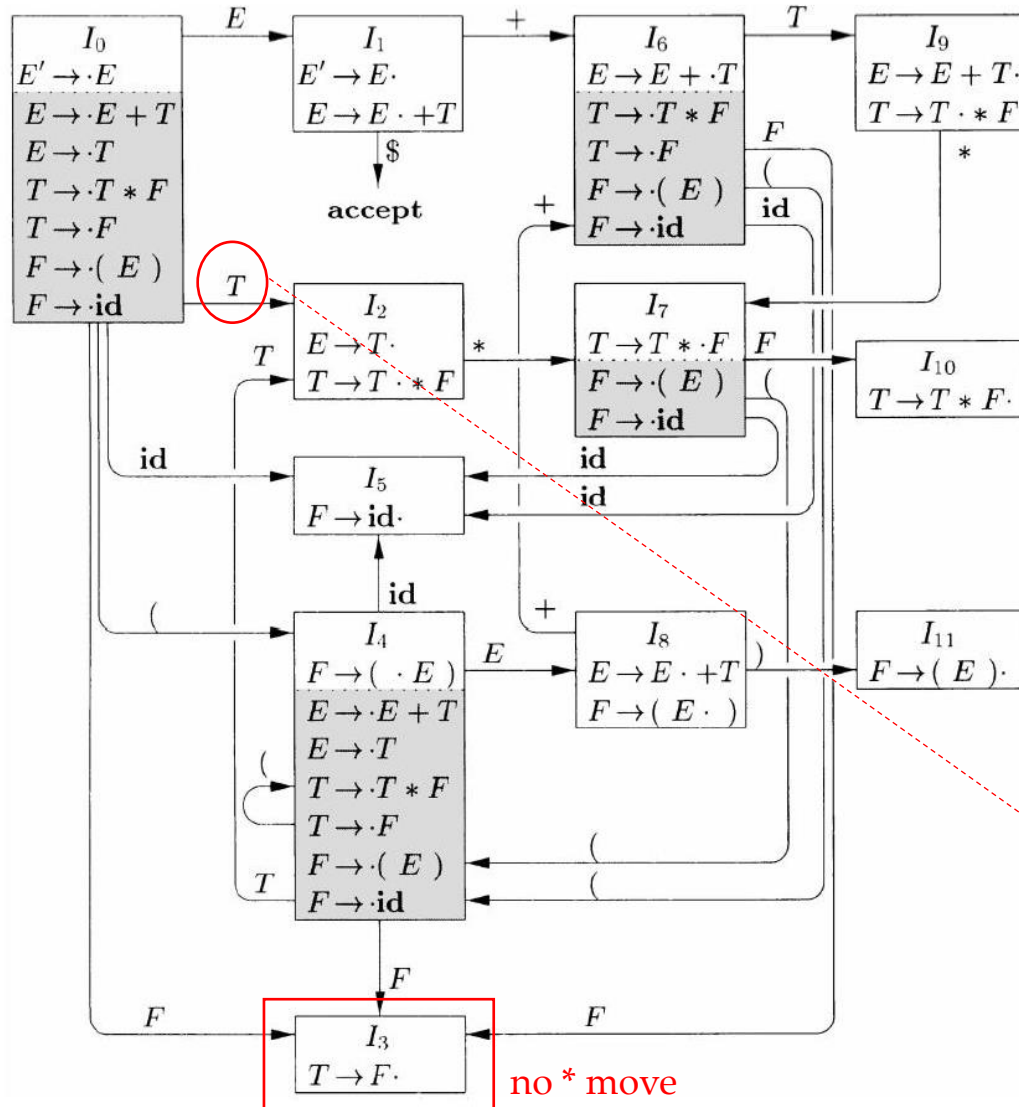 I₀
E′ → ·E
E → ·E + T
E → ·T
T → ·T * F
T → ·F
F → ·( E )
F → ·id
E
I₁
E′ → E·
E → E · +T
$
accept
+
I₆
E → E + ·T
T → ·T * F
T → ·F
F → ·( E )
F → ·id
T
I₉
E → E + T·
T → T · * F
*
F
(
id
+
T
I₂
E → T·
T → T · * F
T
*
I₇
T → T * ·F
F → ·( E )
F → ·id
F
(
I₁₀
T → T * F·
id
I₅
F → id·
id
id
id
(
I₄
F → ( · E )
E → ·E + T
E → ·T
T → ·T * F
T → ·F
F → ·( E )
F → ·id
(
T
E
+
I₈
E → E · +T
F → ( E · )
)
I₁₁
F → ( E )·
(
(
F
F
I₃
T → F·
F
no * move